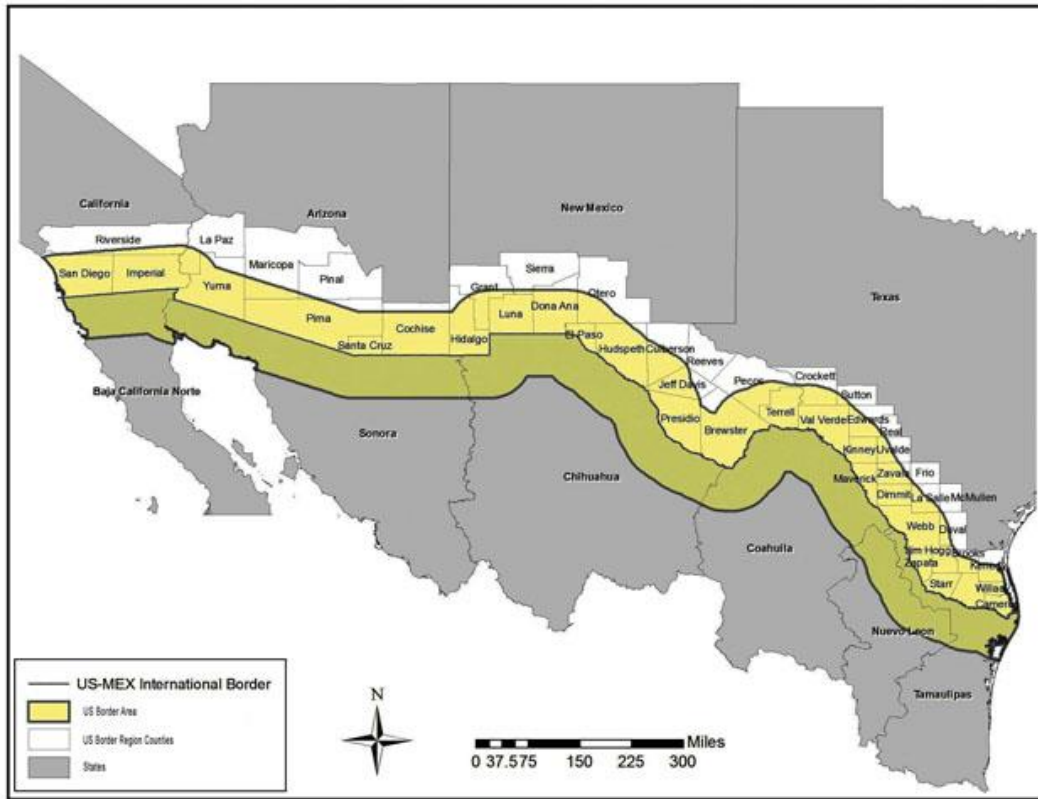 California
Arizona
New Mexico
Texas
Riverside
La Paz
Maricopa
Pinal
San Diego
Imperial
Yuma
Pima
Santa Cruz
Cochise
Hidalgo
Grant
Luna
Sierra
Dona Ana
Otero
El Paso
Hudspeth
Culberson
Reeves
Jeff Davis
Pecos
Presidio
Brewster
Terrell
Crockett
Val Verde
Sutton
Edwards
Real
Kinney
Uvalde
Maverick
Zavala
Frio
Dimmit
La Salle
McMullen
Webb
Duval
Jim Hogg
Brooks
Zapata
Kenedy
Starr
Willacy
Cameron
Baja California Norte
Sonora
Chihuahua
Coahuila
Nuevo Leon
Tamaulipas
US-MEX International Border
US Border Area
US Border Region Counties
States
N
Miles
0 37.575 150 225 300